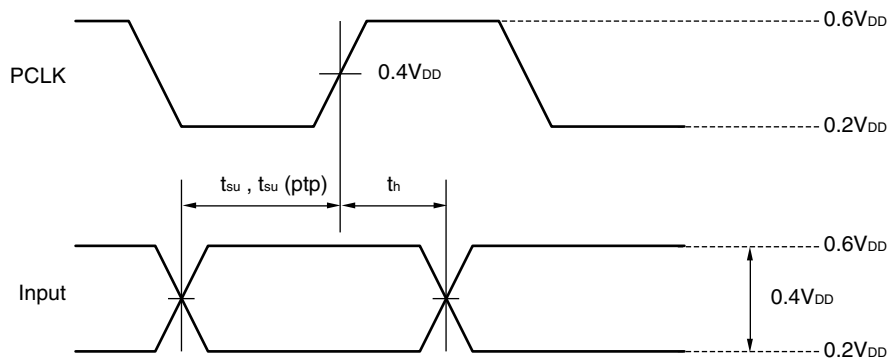 0.6VDD
PCLK
0.4VDD
0.2VDD
tsu , tsu (ptp)
th
0.6VDD
Input
0.4VDD
0.2VDD